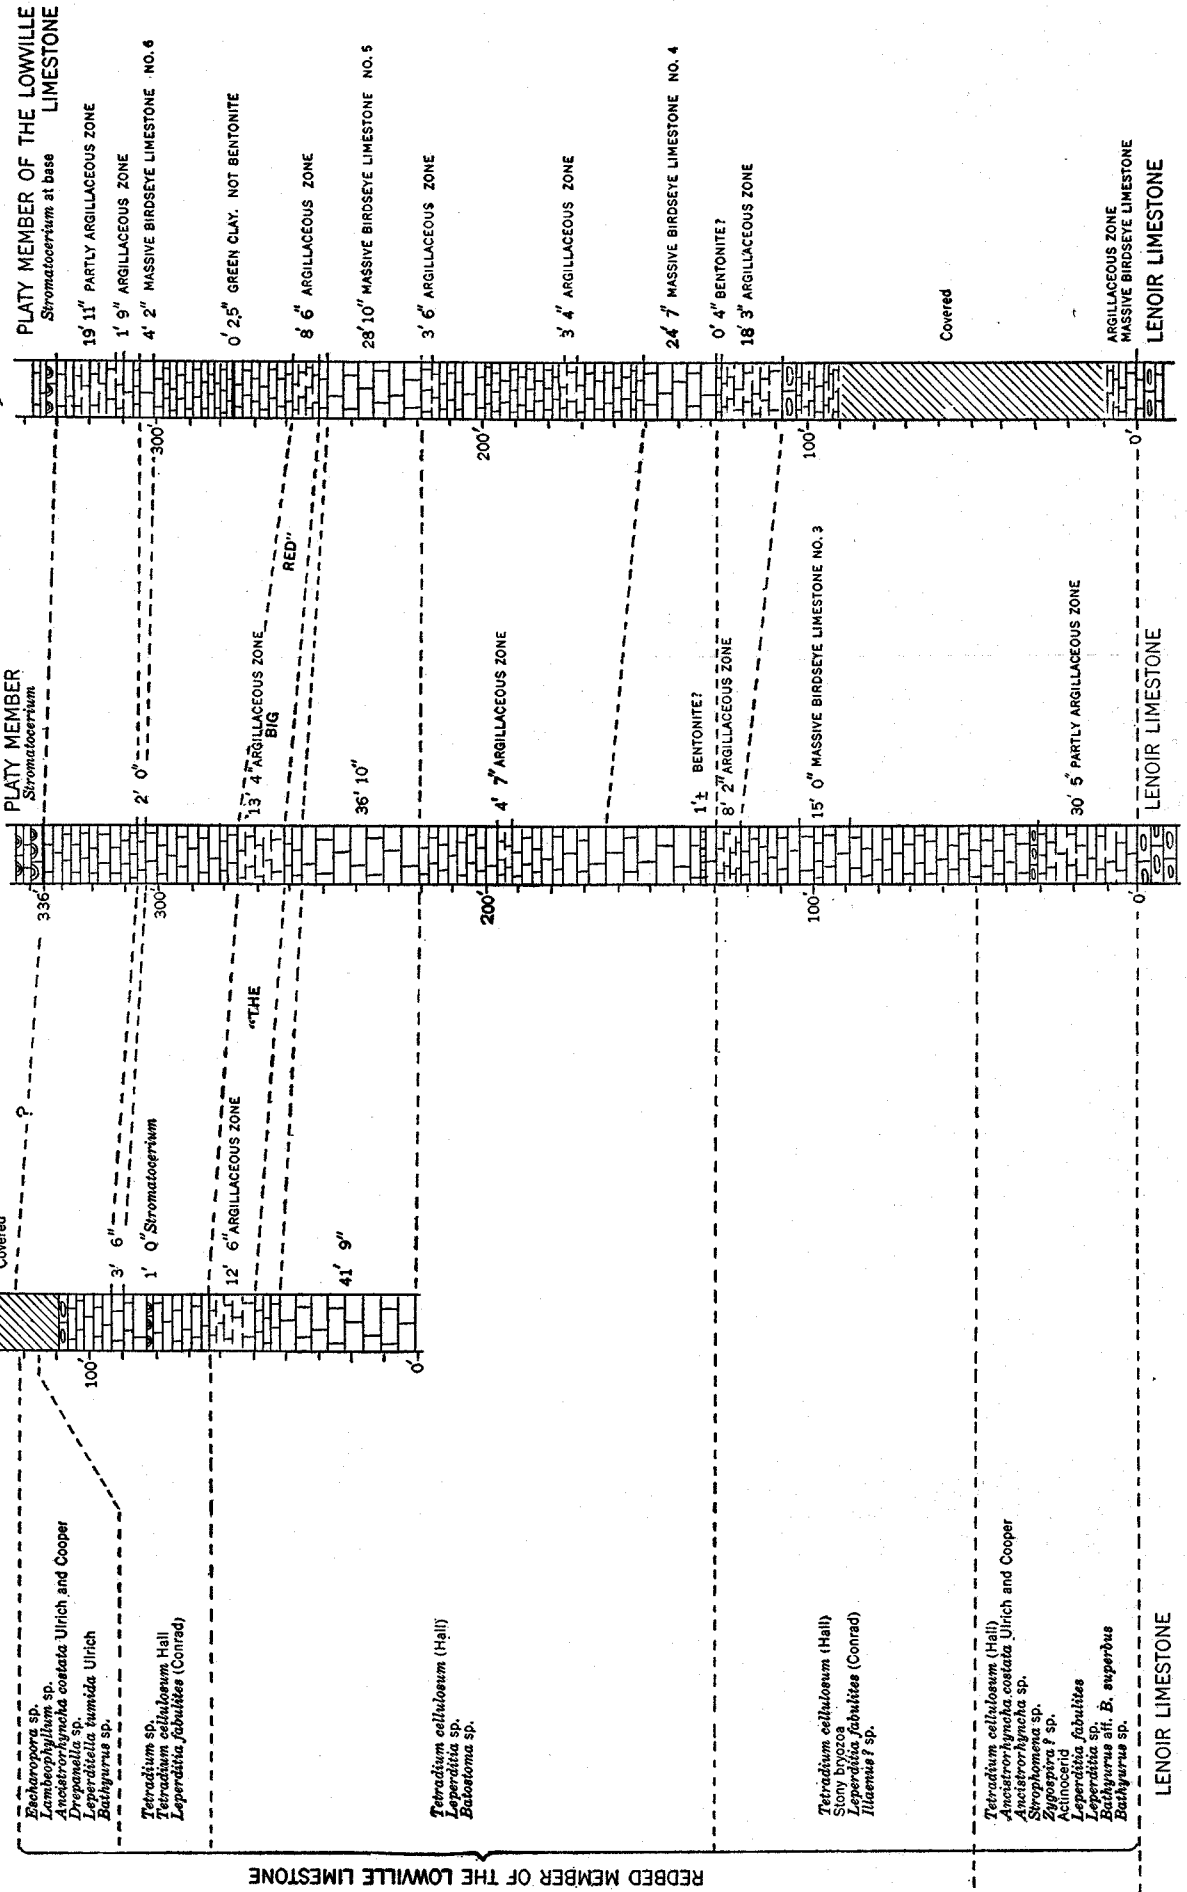 PLATY MEMBER OF THE LOWVILLE
LIMESTONE
Stromatocerium at base
19' 11" PARTLY ARGILLACEOUS ZONE
1' 9" ARGILLACEOUS ZONE
4' 2" MASSIVE BIRDSEYE LIMESTONE NO. 6
0' 2.5" GREEN CLAY. NOT BENTONITE
8' 6" ARGILLACEOUS ZONE
28' 10" MASSIVE BIRDSEYE LIMESTONE NO. 5
3' 6" ARGILLACEOUS ZONE
3' 4" ARGILLACEOUS ZONE
24' 7" MASSIVE BIRDSEYE LIMESTONE NO. 4
0' 4" BENTONITE?
18' 3" ARGILLACEOUS ZONE
Covered
ARGILLACEOUS ZONE
MASSIVE BIRDSEYE LIMESTONE
LENOIR LIMESTONE
300'
200'
100'
0'
PLATY MEMBER
Stromatocerium
2' 0"
13' 4" ARGILLACEOUS ZONE
"THE
BIG
RED"
36' 10"
4' 7" ARGILLACEOUS ZONE
1'± BENTONITE?
8' 2" ARGILLACEOUS ZONE
15' 0" MASSIVE BIRDSEYE LIMESTONE NO. 3
30' 5" PARTLY ARGILLACEOUS ZONE
LENOIR LIMESTONE
336'
300'
200'
100'
0'
Covered
?
3' 6"
1' 0" Stromatocerium
12' 6" ARGILLACEOUS ZONE
41' 9"
100'
0'
Escharopora sp.
Lambeophyllum sp.
Ancistrorhyncha costata Ulrich and Cooper
Drepanella sp.
Leperditella tumida Ulrich
Bathyurus sp.
Tetradium sp.
Tetradium cellulosum Hall
Leperditia fabulites (Conrad)
Tetradium cellulosum (Hall)
Leperditia sp.
Batostoma sp.
Tetradium cellulosum (Hall)
Stony bryozoa
Leperditia fabulites (Conrad)
Illaenus? sp.
Tetradium cellulosum (Hall)
Ancistrorhyncha costata Ulrich and Cooper
Ancistrorhyncha sp.
Strophomena sp.
Zygospira? sp.
Actinocerid
Leperditia fabulites
Leperditia sp.
Bathyurus aff. B. superbus
Bathyurus sp.
LENOIR LIMESTONE
REDBED MEMBER OF THE LOWVILLE LIMESTONE